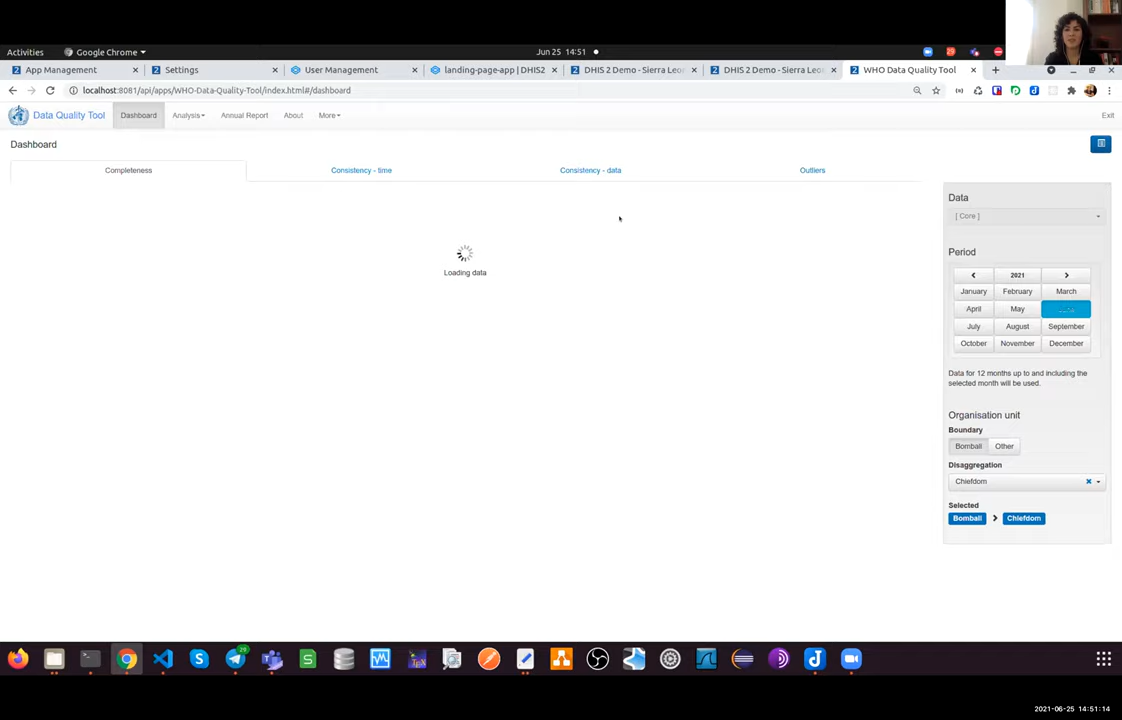 Activities
Google Chrome
Jun 25 14:51
App Management
Settings
User Management
landing-page-app | DHIS2
DHIS 2 Demo - Sierra Leo
DHIS 2 Demo - Sierra Leo
WHO Data Quality Tool
localhost:8081/api/apps/WHO-Data-Quality-Tool/index.html#/dashboard
Data Quality Tool
Dashboard
Analysis
Annual Report
About
More
Exit
Dashboard
Completeness
Consistency - time
Consistency - data
Outliers
Loading data
Data
[ Core ]
Period
2021
January
February
March
April
May
July
August
September
October
November
December
Data for 12 months up to and including the
selected month will be used.
Organisation unit
Boundary
Bombali
Other
Disaggregation
Chiefdom
Selected
Bombali
Chiefdom
29
2021-06-25 14:51:14